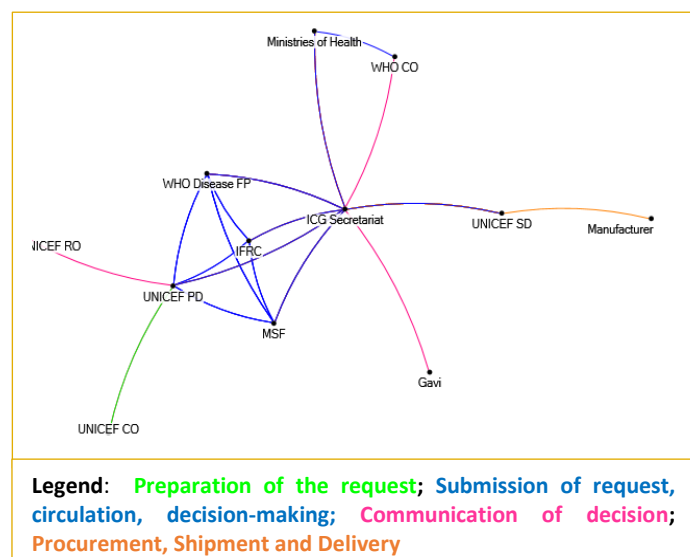 Ministries of Health
WHO CO
WHO Disease FP
ICG Secretariat
UNICEF SD
Manufacturer
NICEF RO
IFRC
UNICEF PD
MSF
Gavi
UNICEF CO
Legend: Preparation of the request; Submission of request,
circulation, decision-making; Communication of decision;
Procurement, Shipment and Delivery